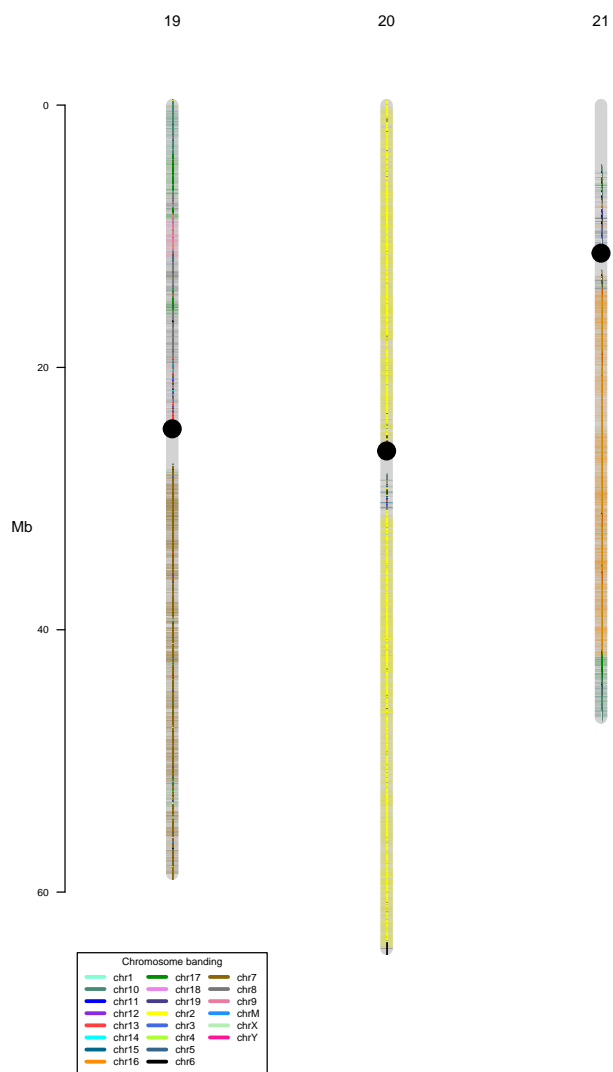 19 20 21
0
20
Mb
40
60
Chromosome banding
chr1 chr17 chr7
chr10 chr18 chr8
chr11 chr19 chr9
chr12 chr2 chrM
chr13 chr3 chrX
chr14 chr4 chrY
chr15 chr5
chr16 chr6